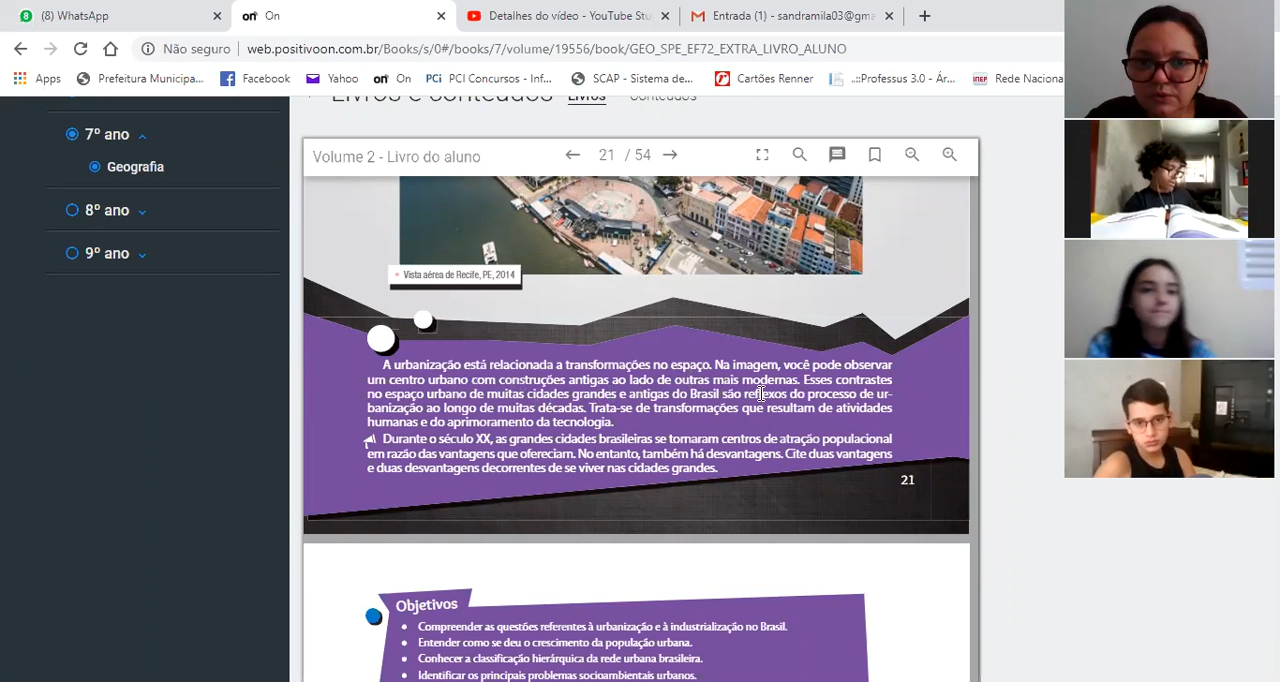 (8) WhatsApp
On
Detalhes do vídeo - YouTube Stu
Entrada (1) - sandramila03@gma
Não seguro
web.positivoon.com.br/Books/s/0#/books/7/volume/19556/book/GEO_SPE_EF72_EXTRA_LIVRO_ALUNO
Apps
Prefeitura Municipa...
Facebook
Yahoo
On
PCI Concursos - Inf...
SCAP - Sistema de...
Cartões Renner
..::Professus 3.0 - Ár...
Rede Naciona
Livros e conteúdos
Livros
Conteúdos
7º ano
Geografia
8º ano
9º ano
Volume 2 - Livro do aluno
21 / 54
Vista aérea de Recife, PE, 2014
A urbanização está relacionada a transformações no espaço. Na imagem, você pode observar
um centro urbano com construções antigas ao lado de outras mais modernas. Esses contrastes
no espaço urbano de muitas cidades grandes e antigas do Brasil são reflexos do processo de ur-
banização ao longo de muitas décadas. Trata-se de transformações que resultam de atividades
humanas e do aprimoramento da tecnologia.
Durante o século XX, as grandes cidades brasileiras se tornaram centros de atração populacional
em razão das vantagens que ofereciam. No entanto, também há desvantagens. Cite duas vantagens
e duas desvantagens decorrentes de se viver nas cidades grandes.
21
Objetivos
• Compreender as questões referentes à urbanização e à industrialização no Brasil.
• Entender como se deu o crescimento da população urbana.
• Conhecer a classificação hierárquica da rede urbana brasileira.
• Identificar os principais problemas socioambientais urbanos.